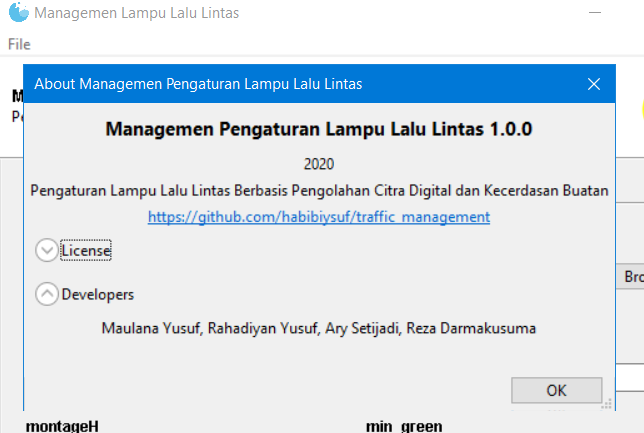 Managemen Lampu Lalu Lintas
File
About Managemen Pengaturan Lampu Lalu Lintas
Managemen Pengaturan Lampu Lalu Lintas 1.0.0
2020
Pengaturan Lampu Lalu Lintas Berbasis Pengolahan Citra Digital dan Kecerdasan Buatan
https://github.com/habibiysuf/traffic_management
License
Developers
Maulana Yusuf, Rahadiyan Yusuf, Ary Setijadi, Reza Darmakusuma
OK
montageH
min_green